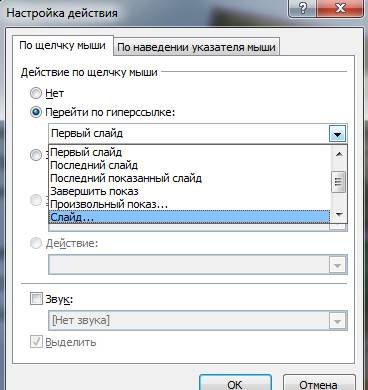 Настройка действия
По щелчку мыши
По наведении указателя мыши
Действие по щелчку мыши
Нет
Перейти по гиперссылке:
Первый слайд
Первый слайд
Последний слайд
Последний показанный слайд
Завершить показ
Произвольный показ...
Слайд...
Действие:
Звук:
[Нет звука]
Выделить
ОК
Отмена